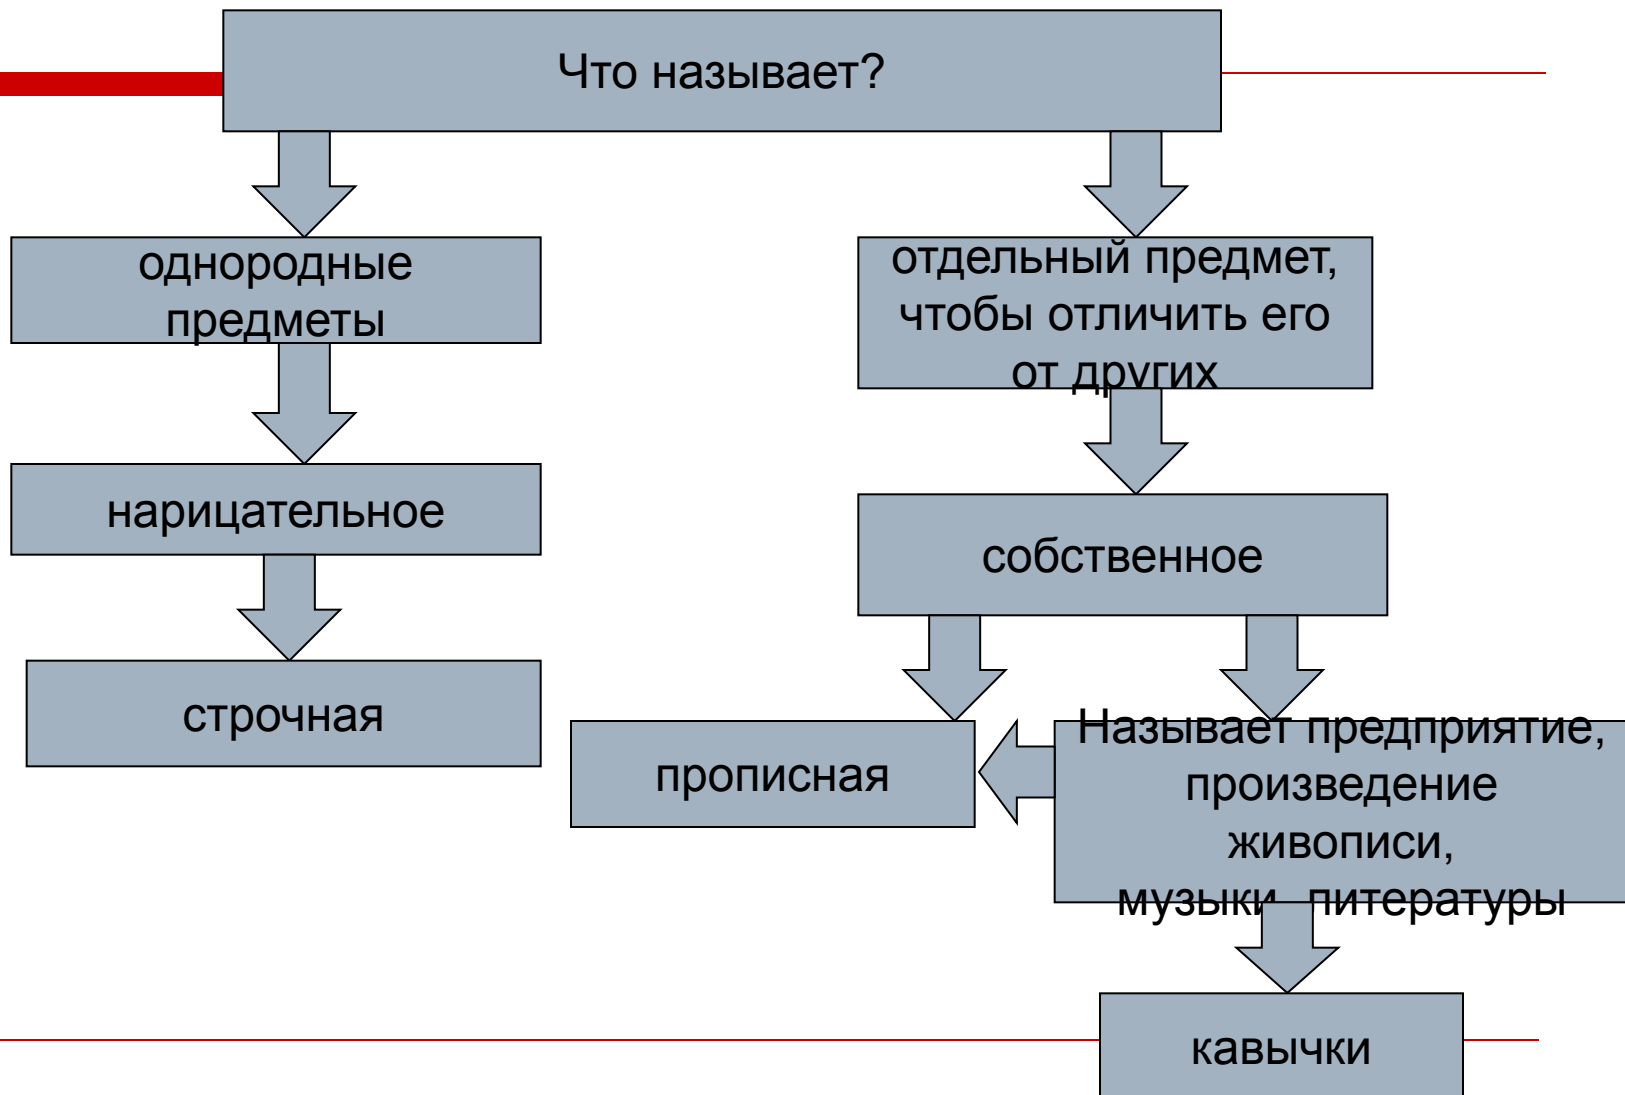 Что называет?
однородные
предметы
отдельный предмет,
чтобы отличить его
от других
нарицательное
собственное
строчная
прописная
Называет предприятие,
произведение
живописи,
музыки, литературы
кавычки